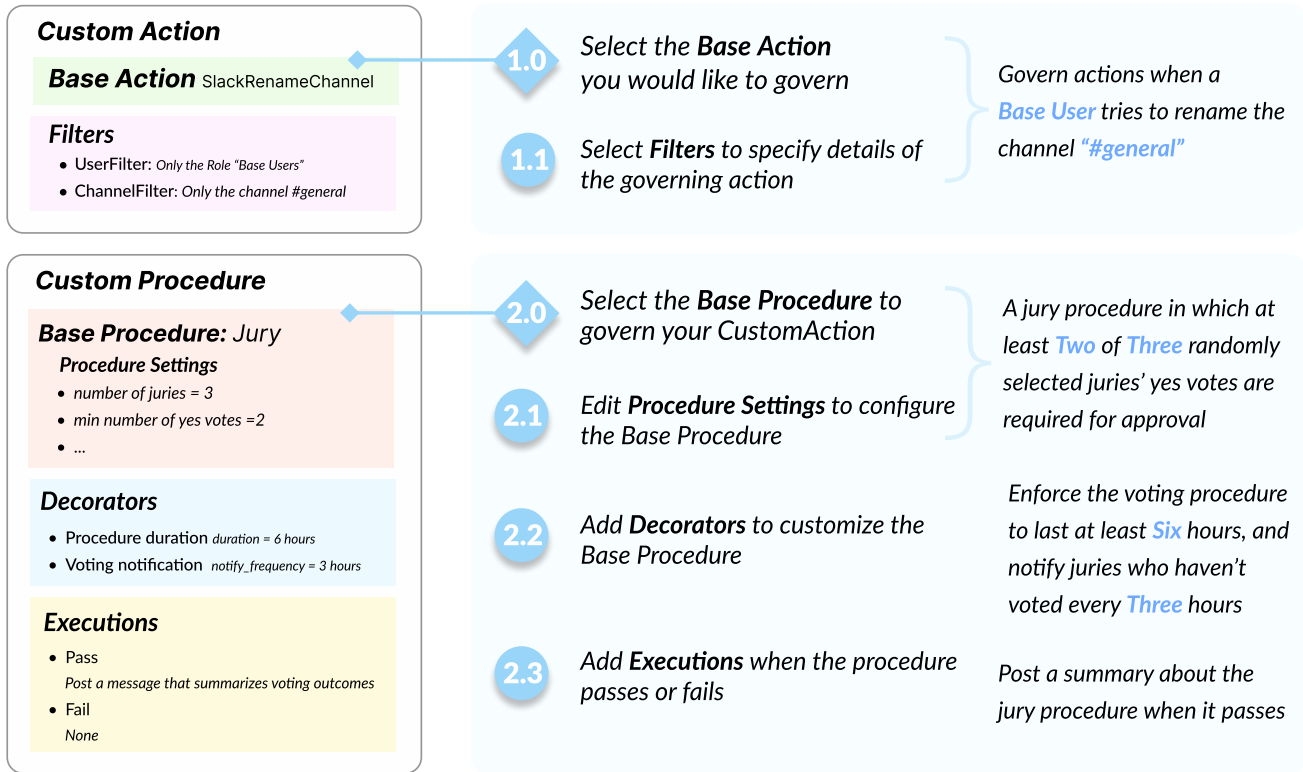 Custom Action
Base Action SlackRenameChannel
Filters
• UserFilter: Only the Role “Base Users”
• ChannelFilter: Only the channel #general
1.0
Select the Base Action
you would like to govern
1.1
Select Filters to specify details of
the governing action
Govern actions when a
Base User tries to rename the
channel “#general”
Custom Procedure
Base Procedure: Jury
Procedure Settings
• number of juries = 3
• min number of yes votes =2
• ...
Decorators
• Procedure duration duration = 6 hours
• Voting notification notify_frequency = 3 hours
Executions
• Pass
Post a message that summarizes voting outcomes
• Fail
None
2.0
Select the Base Procedure to
govern your CustomAction
2.1
Edit Procedure Settings to configure
the Base Procedure
A jury procedure in which at
least Two of Three randomly
selected juries’ yes votes are
required for approval
2.2
Add Decorators to customize the
Base Procedure
Enforce the voting procedure
to last at least Six hours, and
notify juries who haven’t
voted every Three hours
2.3
Add Executions when the procedure
passes or fails
Post a summary about the
jury procedure when it passes